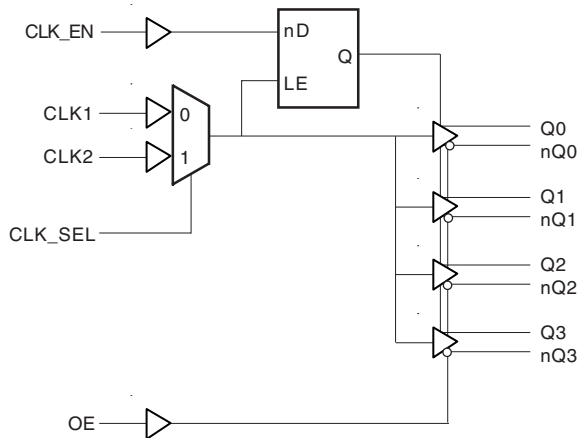 CLK_EN
nD
Q
LE
CLK1
0
CLK2
1
CLK_SEL
Q0
nQ0
Q1
nQ1
Q2
nQ2
Q3
nQ3
OE